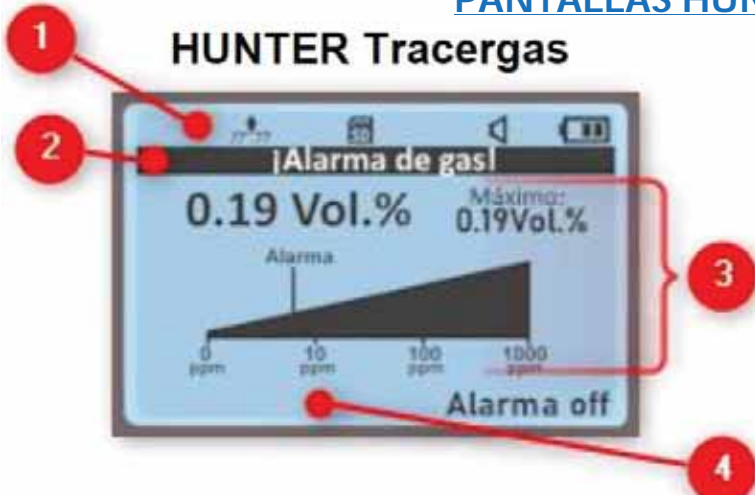 PANTALLAS HUN
HUNTER Tracergas
1
2
SD
¡Alarma de gas!
0.19 Vol.%
Máximo:
0.19Vol.%
Alarma
3
0 10 100 1000
ppm ppm ppm ppm
Alarma off
4